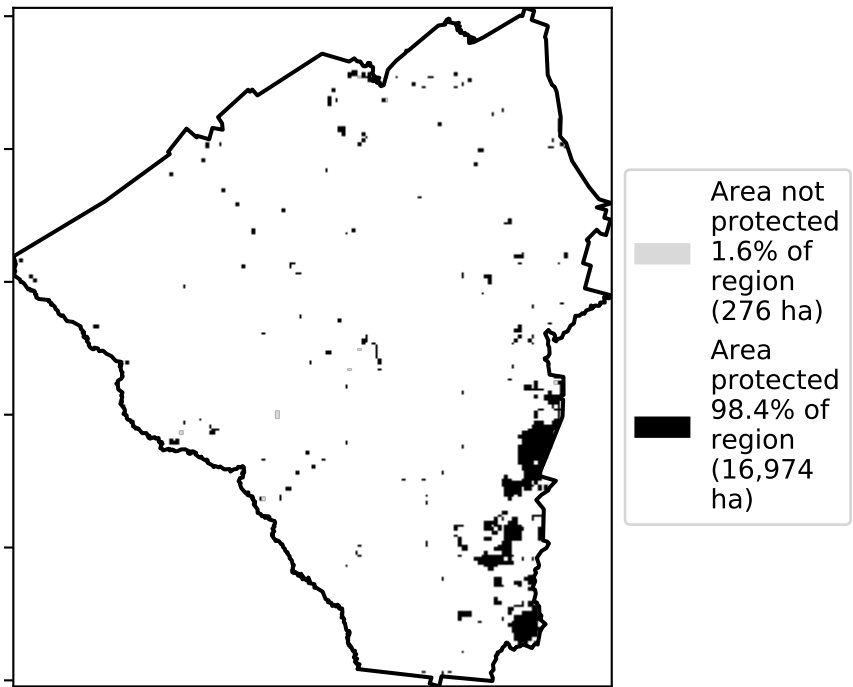 Area not
protected
1.6% of
region
(276 ha)
Area
protected
98.4% of
region
(16,974
ha)